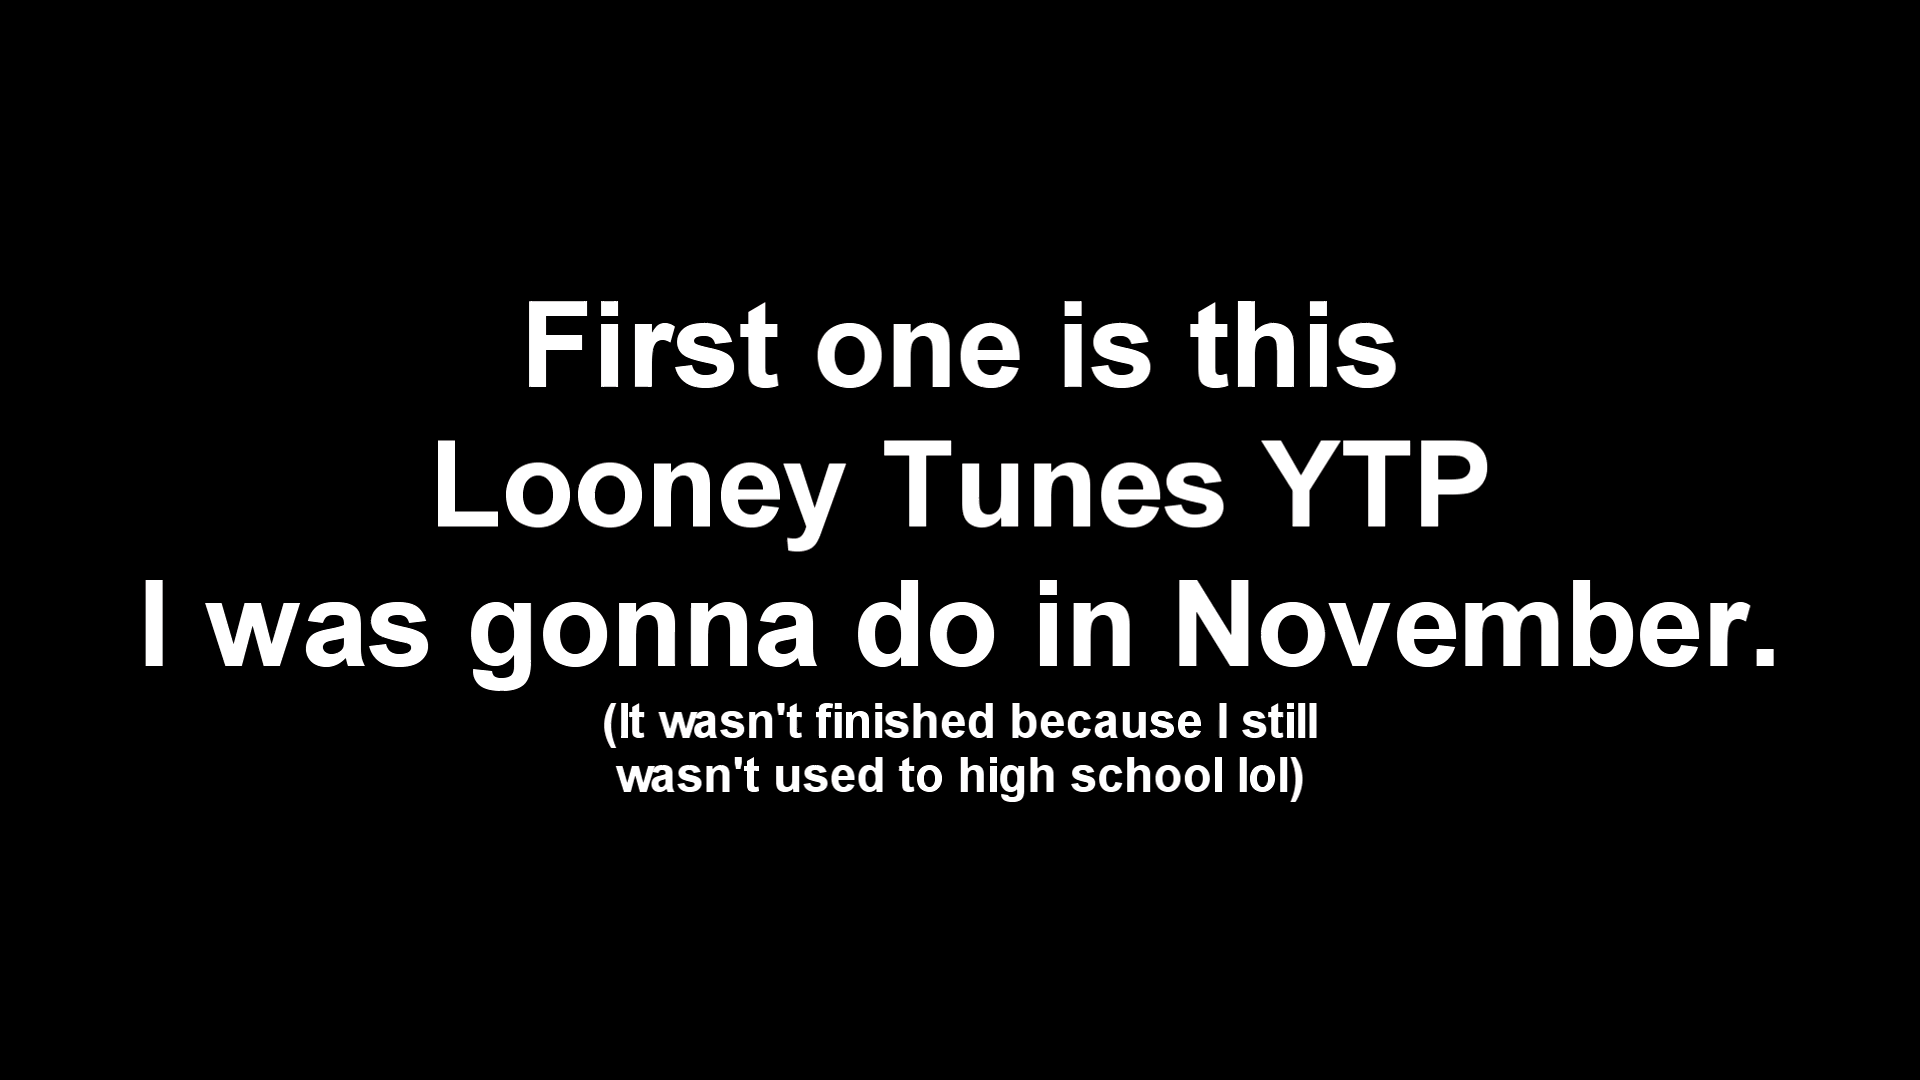 First one is this
Looney Tunes YTP
I was gonna do in November.
(It wasn't finished because I still
wasn't used to high school lol)